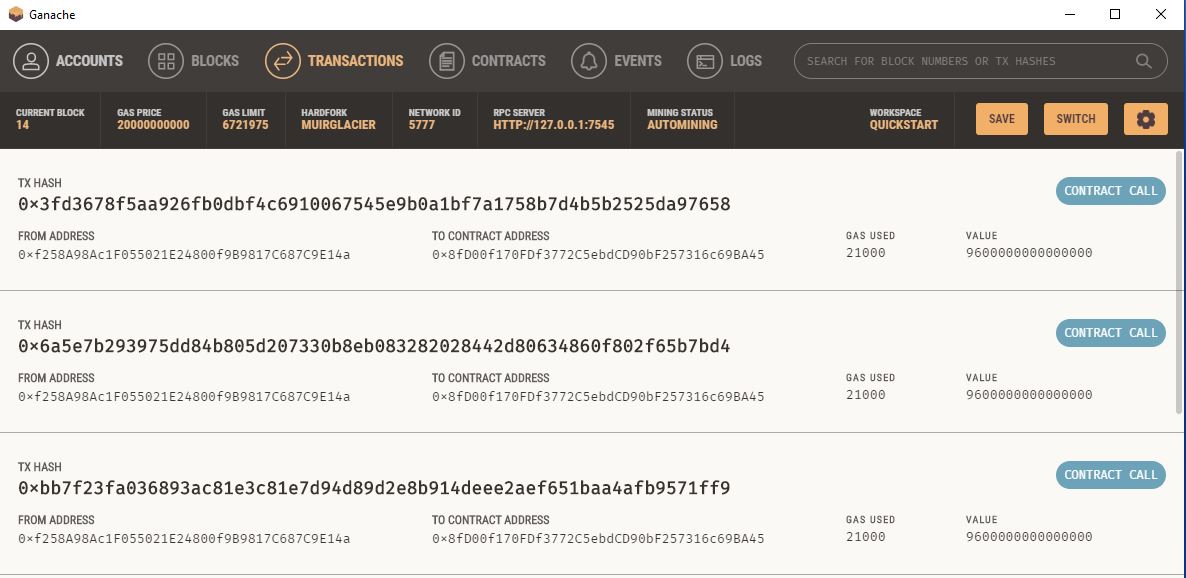 Ganache
ACCOUNTS BLOCKS TRANSACTIONS CONTRACTS EVENTS LOGS SEARCH FOR BLOCK NUMBERS OR TX HASHES
CURRENT BLOCK GAS PRICE GAS LIMIT HARDFORK NETWORK ID RPC SERVER MINING STATUS WORKSPACE
14 20000000000 6721975 MUIRGLACIER 5777 HTTP://127.0.0.1:7545 AUTOMINING QUICKSTART SAVE SWITCH
TX HASH
0×3fd3678f5aa926fb0dbf4c6910067545e9b0a1bf7a1758b7d4b5b2525da97658 CONTRACT CALL
FROM ADDRESS TO CONTRACT ADDRESS GAS USED VALUE
0×f258A98Ac1F055021E24800f9B9817C687C9E14a 0×8fD00f170FDf3772C5ebdCD90bF257316c69BA45 21000 9600000000000000
TX HASH
0×6a5e7b293975dd84b805d207330b8eb083282028442d80634860f802f65b7bd4 CONTRACT CALL
FROM ADDRESS TO CONTRACT ADDRESS GAS USED VALUE
0×f258A98Ac1F055021E24800f9B9817C687C9E14a 0×8fD00f170FDf3772C5ebdCD90bF257316c69BA45 21000 9600000000000000
TX HASH
0×bb7f23fa036893ac81e3c81e7d94d89d2e8b914deee2aef651baa4afb9571ff9 CONTRACT CALL
FROM ADDRESS TO CONTRACT ADDRESS GAS USED VALUE
0×f258A98Ac1F055021E24800f9B9817C687C9E14a 0×8fD00f170FDf3772C5ebdCD90bF257316c69BA45 21000 9600000000000000